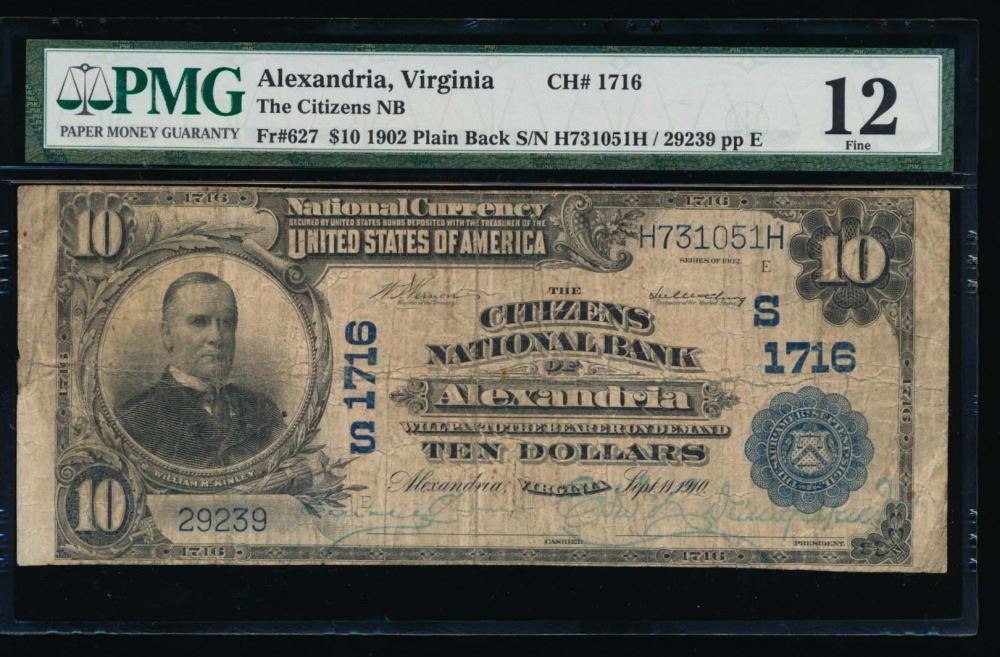 PMG
PAPER MONEY GUARANTY
Alexandria, Virginia CH# 1716
The Citizens NB
Fr#627 $10 1902 Plain Back S/N H731051H / 29239 pp E
12
Fine
1716
1716
10
National Currency
SECURED BY UNITED STATES BONDS DEPOSITED WITH THE TREASURER OF THE
UNITED STATES OF AMERICA
H731051H
SERIES OF 1902.
E
10
THE
CITIZENS
NATIONAL BANK
OF
Alexandria
WILL PAY TO THE BEARER ON DEMAND
TEN DOLLARS
Alexandria, VIRGINIA Sept. 11, 1910.
S
1716
S 1716
1716
1716
WILLIAM McKINLEY
10
29239
E
CASHIER
PRESIDENT.
1716
1716